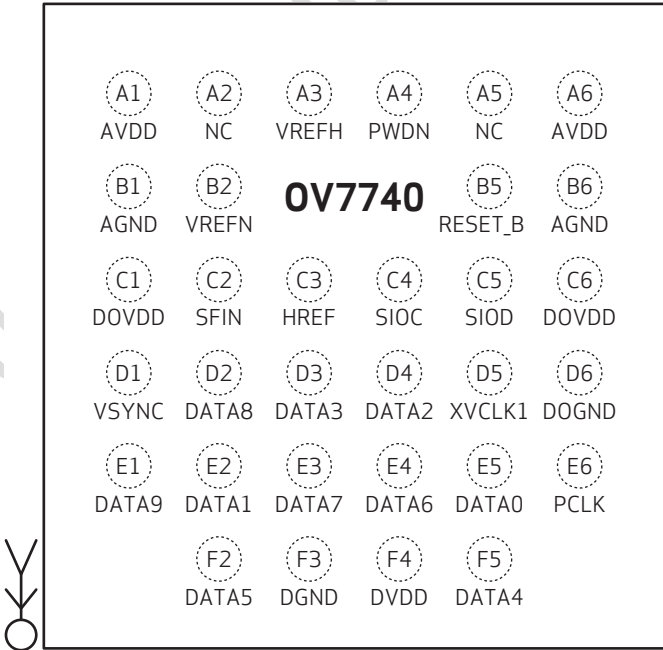 A1 A2 A3 A4 A5 A6
AVDD NC VREFH PWDN NC AVDD
B1 B2 OV7740 B5 B6
AGND VREFN RESET_B AGND
C1 C2 C3 C4 C5 C6
DOVDD SFIN HREF SIOC SIOD DOVDD
D1 D2 D3 D4 D5 D6
VSYNC DATA8 DATA3 DATA2 XVCLK1 DOGND
E1 E2 E3 E4 E5 E6
DATA9 DATA1 DATA7 DATA6 DATA0 PCLK
F2 F3 F4 F5
DATA5 DGND DVDD DATA4